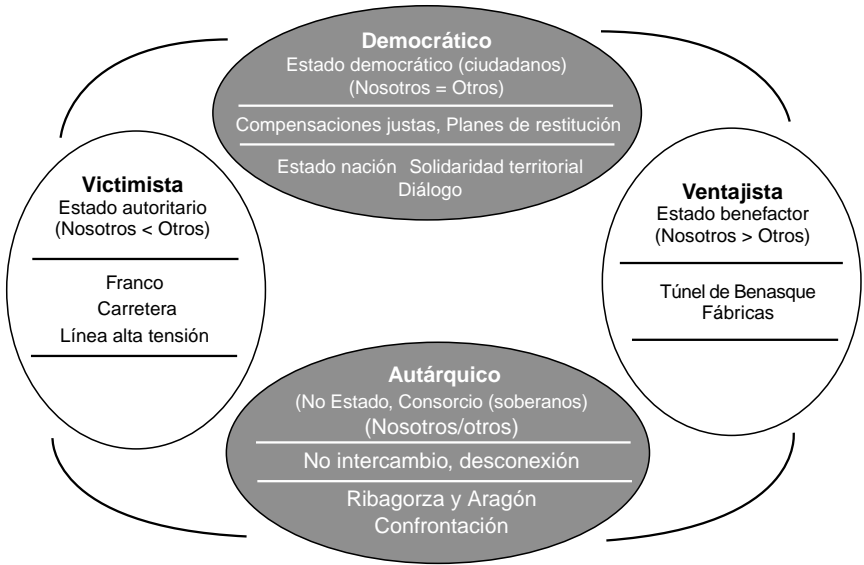 Democrático
Estado democrático (ciudadanos)
(Nosotros = Otros)
Compensaciones justas, Planes de restitución
Estado nación Solidaridad territorial
Diálogo
Victimista
Estado autoritario
(Nosotros < Otros)
Franco
Carretera
Línea alta tensión
Ventajista
Estado benefactor
(Nosotros > Otros)
Túnel de Benasque
Fábricas
Autárquico
(No Estado, Consorcio (soberanos)
(Nosotros/otros)
No intercambio, desconexión
Ribagorza y Aragón
Confrontación